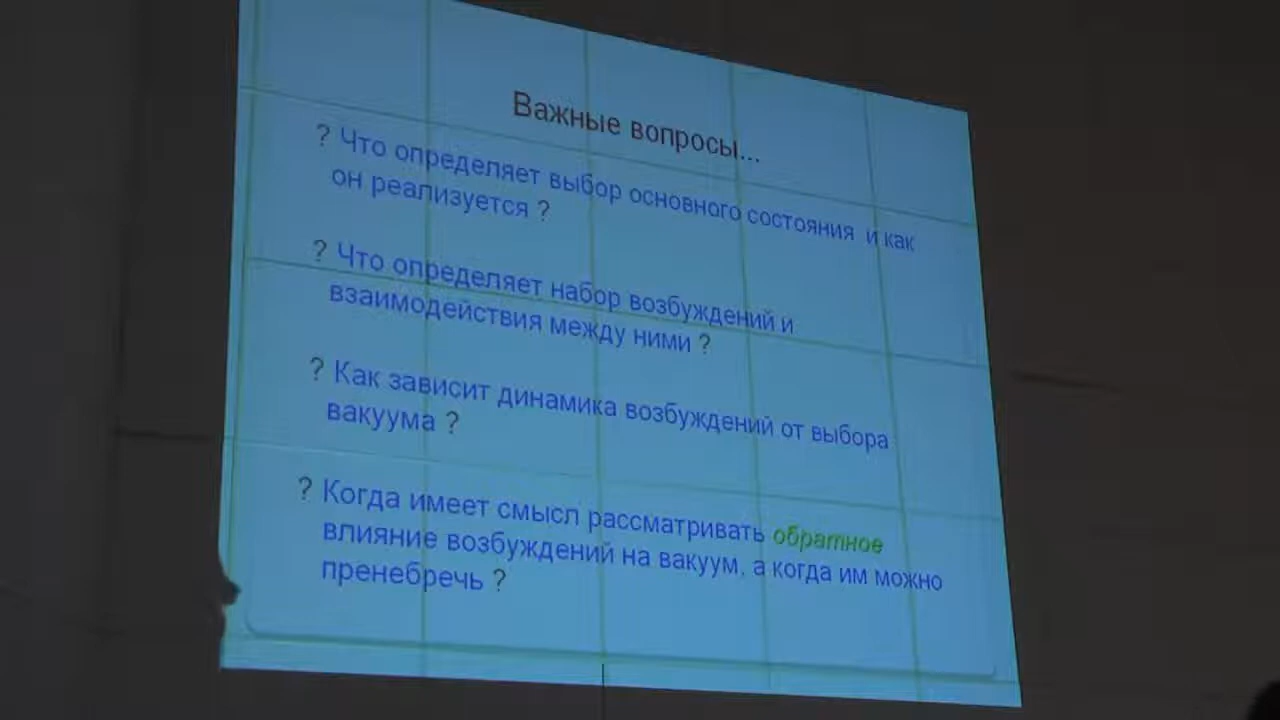 Важные вопросы...
? Что определяет выбор основного состояния и как
он реализуется ?
? Что определяет набор возбуждений и
взаимодействия между ними ?
? Как зависит динамика возбуждений от выбора
вакуума ?
? Когда имеет смысл рассматривать обратное
влияние возбуждений на вакуум, а когда им можно
пренебречь ?